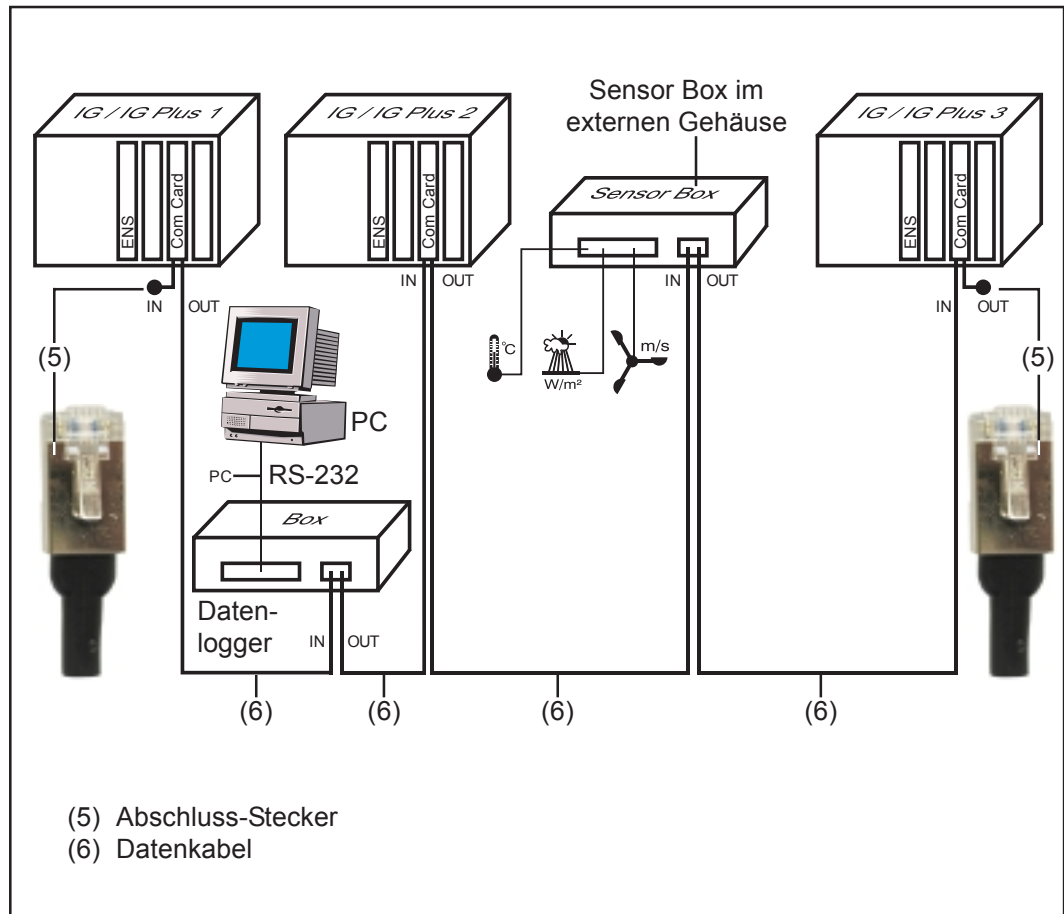 IG / IG Plus 1
ENS
Com Card
IN
OUT
IG / IG Plus 2
ENS
Com Card
IN
OUT
Sensor Box im
externen Gehäuse
Sensor Box
IN
OUT
°C
W/m²
m/s
IG / IG Plus 3
ENS
Com Card
IN
OUT
(5)
(5)
PC
PC
RS-232
Box
Daten-
logger
IN
OUT
(6)
(6)
(6)
(6)
(5) Abschluss-Stecker
(6) Datenkabel